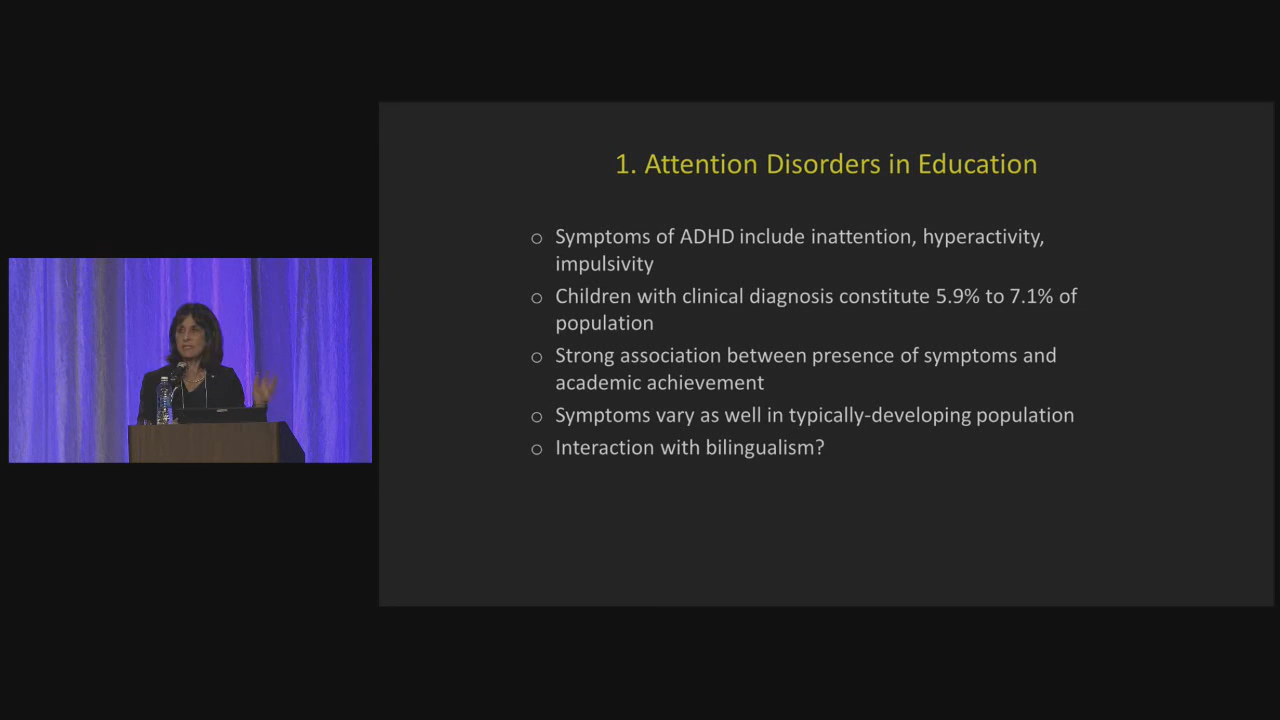 1. Attention Disorders in Education
○ Symptoms of ADHD include inattention, hyperactivity,
impulsivity
○ Children with clinical diagnosis constitute 5.9% to 7.1% of
population
○ Strong association between presence of symptoms and
academic achievement
○ Symptoms vary as well in typically-developing population
○ Interaction with bilingualism?